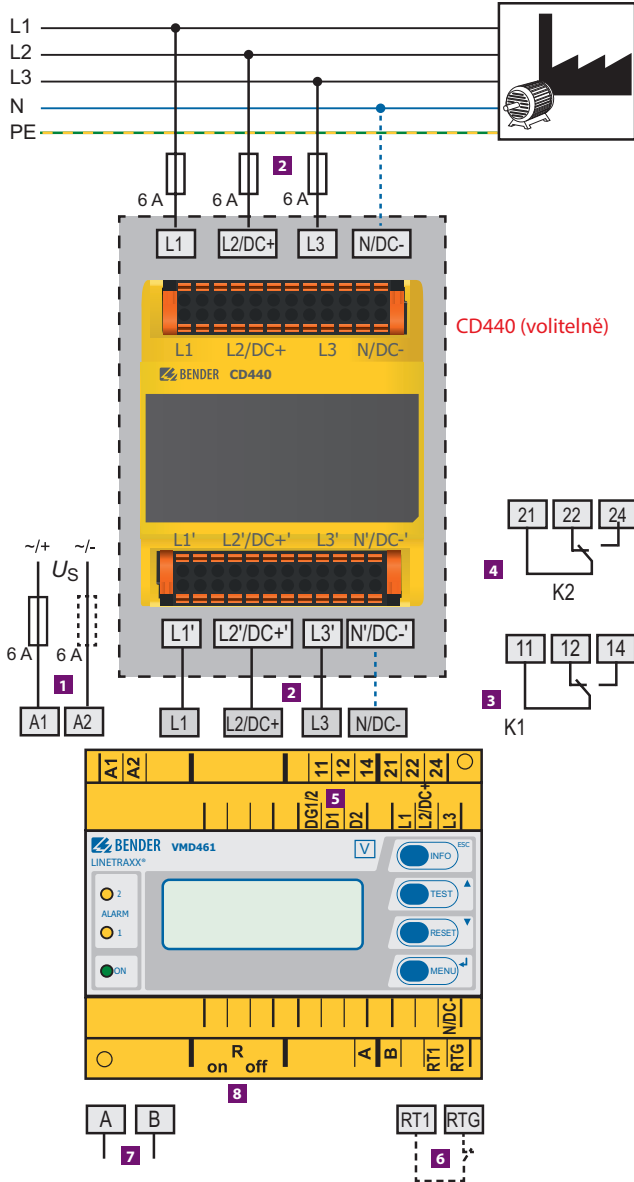 L1
L2
L3
N
PE
2
6 A 6 A 6 A
L1 L2/DC+ L3 N/DC-
CD440 (volitelně)
L1 L2/DC+ L3 N/DC-
BENDER CD440
L1' L2'/DC+' L3' N'/DC-'
L1' L2'/DC+' L3' N'/DC-'
~/+ ~/-
US
6 A 6 A
1
A1 A2
2
L1 L2/DC+ L3 N/DC-
21 22 24
4
K2
11 12 14
3
K1
A1 A2 11 12 14 21 22 24
5
DG1/2 D1 D2 L1 L2/DC+ L3
BENDER VMD461 V
LINETRAXX®
INFO ESC
TEST
RESET
MENU
2
ALARM
1
ON
N/DC-
R
on off
A B RT1 RTG
8
A B
7
RT1 RTG
6